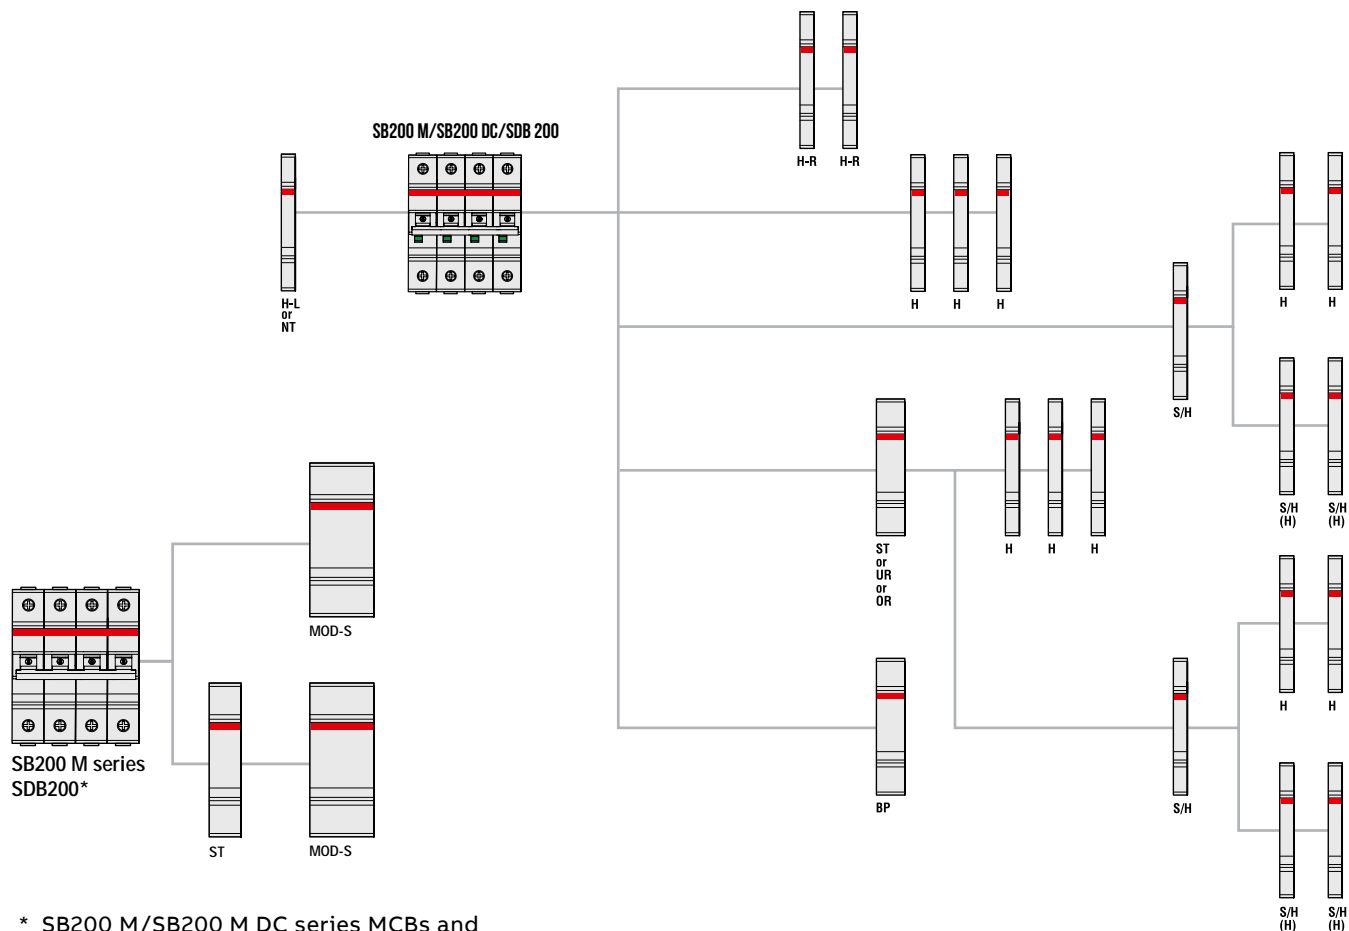 SB200 M/SB200 DC/SDB 200
H-R
H-R
H-L
or
NT
H
H
H
H
H
S/H
S/H
(H)
S/H
(H)
ST
or
UR
or
OR
H
H
H
MOD-S
SB200 M series
SDB200*
ST
MOD-S
BP
S/H
H
H
S/H
(H)
S/H
(H)
* SB200 M/SB200 M DC series MCBs and